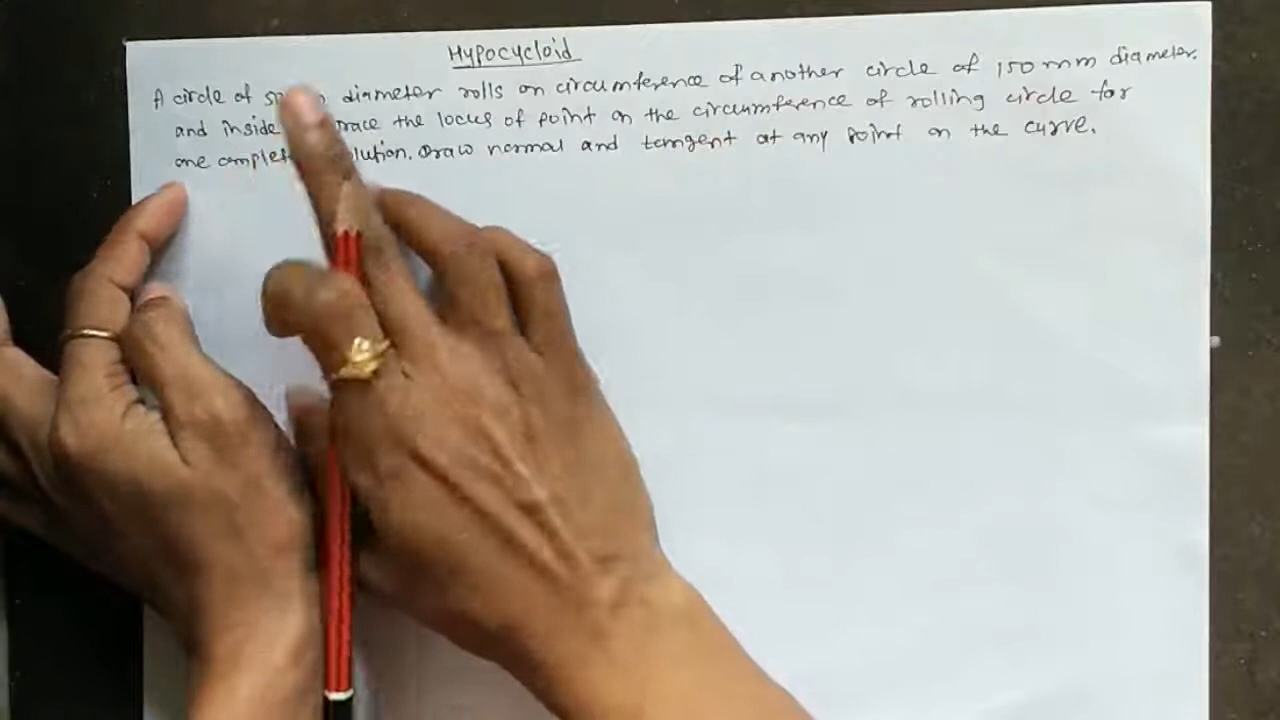 Hypocycloid
A circle of diameter rolls on circumference of another circle of 150 mm diameter.
and inside the locus of point on the circumference of rolling circle for
one Draw normal and tangent at any point on the curve.